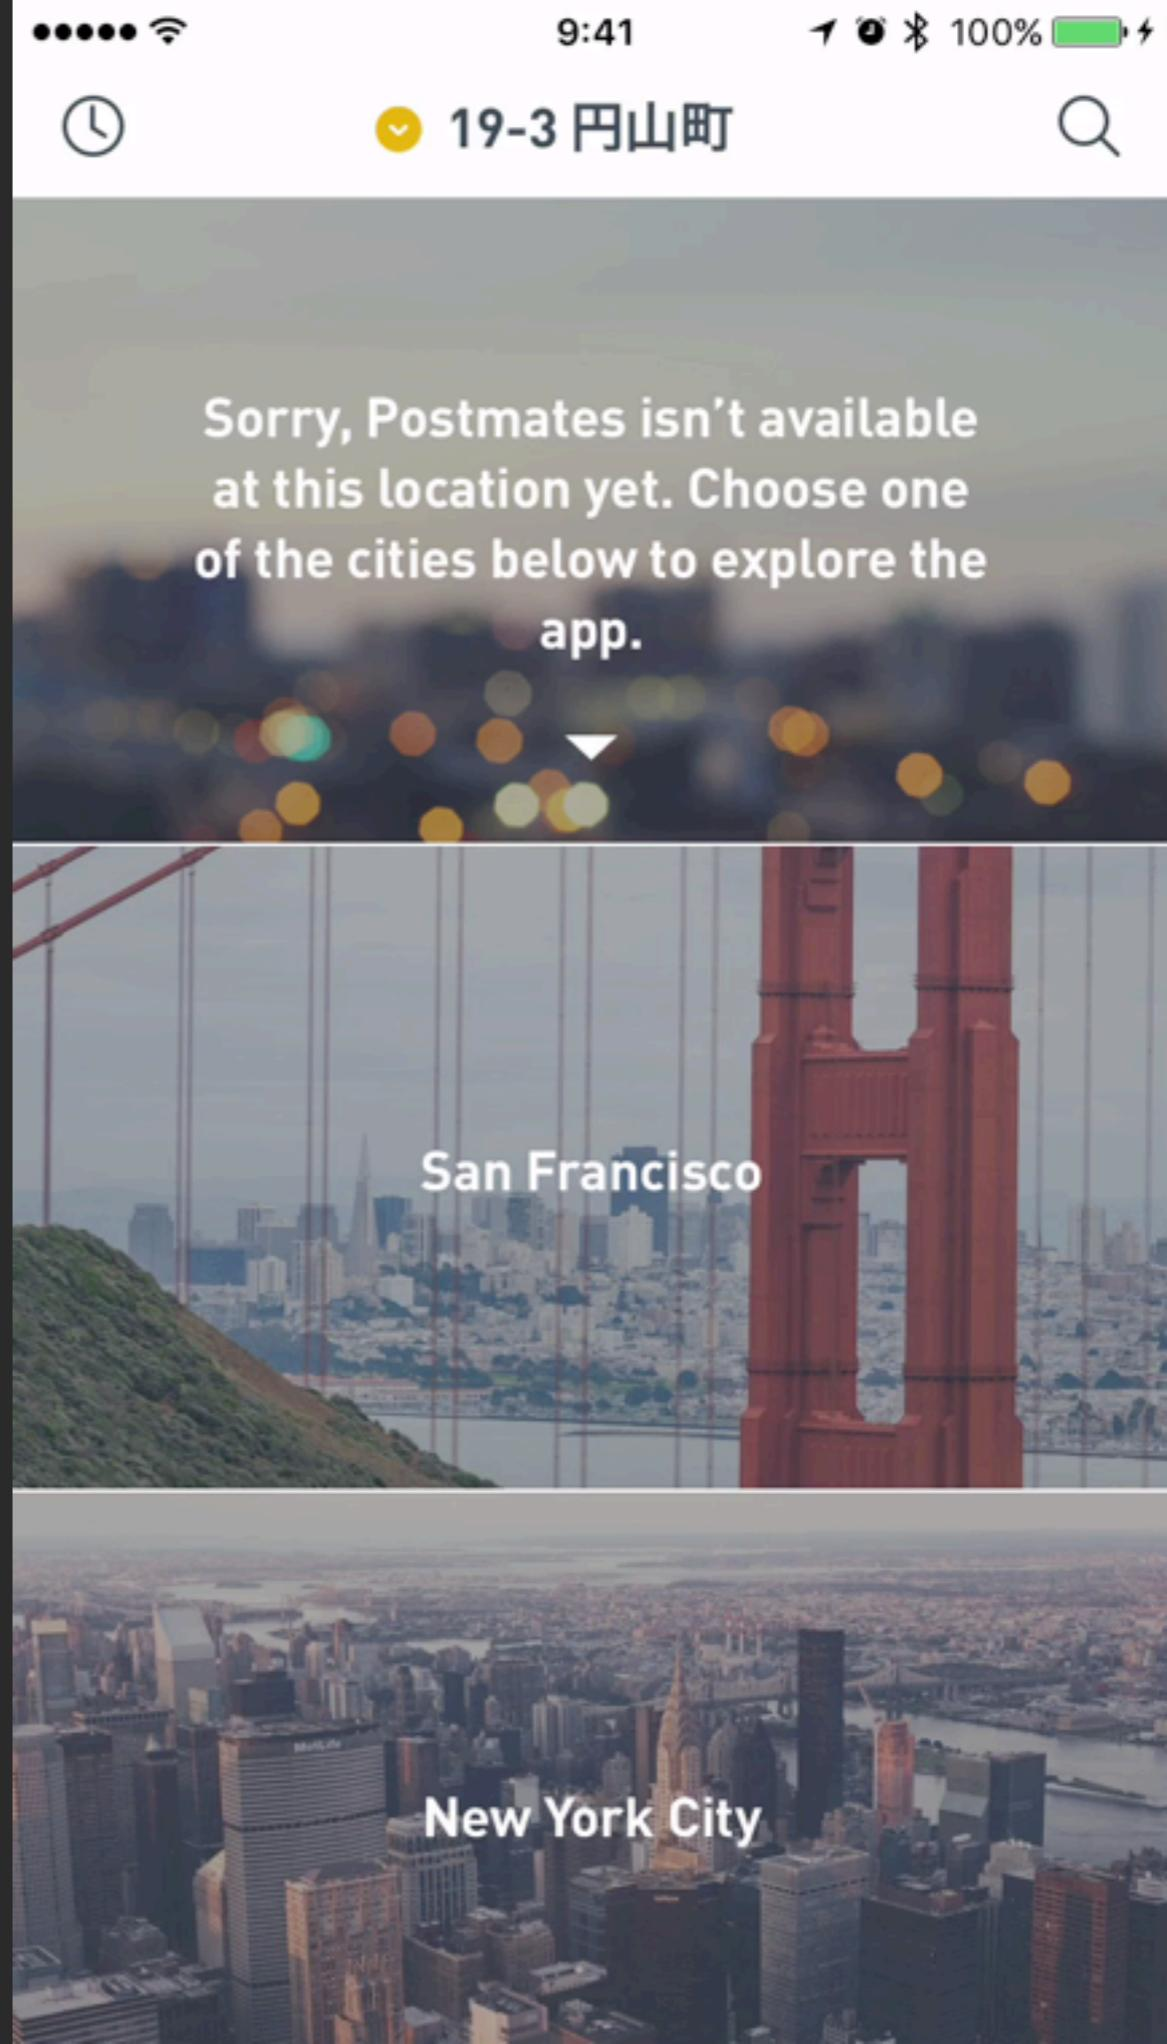 9:41
100%
19-3 円山町
Sorry, Postmates isn’t available
at this location yet. Choose one
of the cities below to explore the
app.
San Francisco
MetLife
New York City